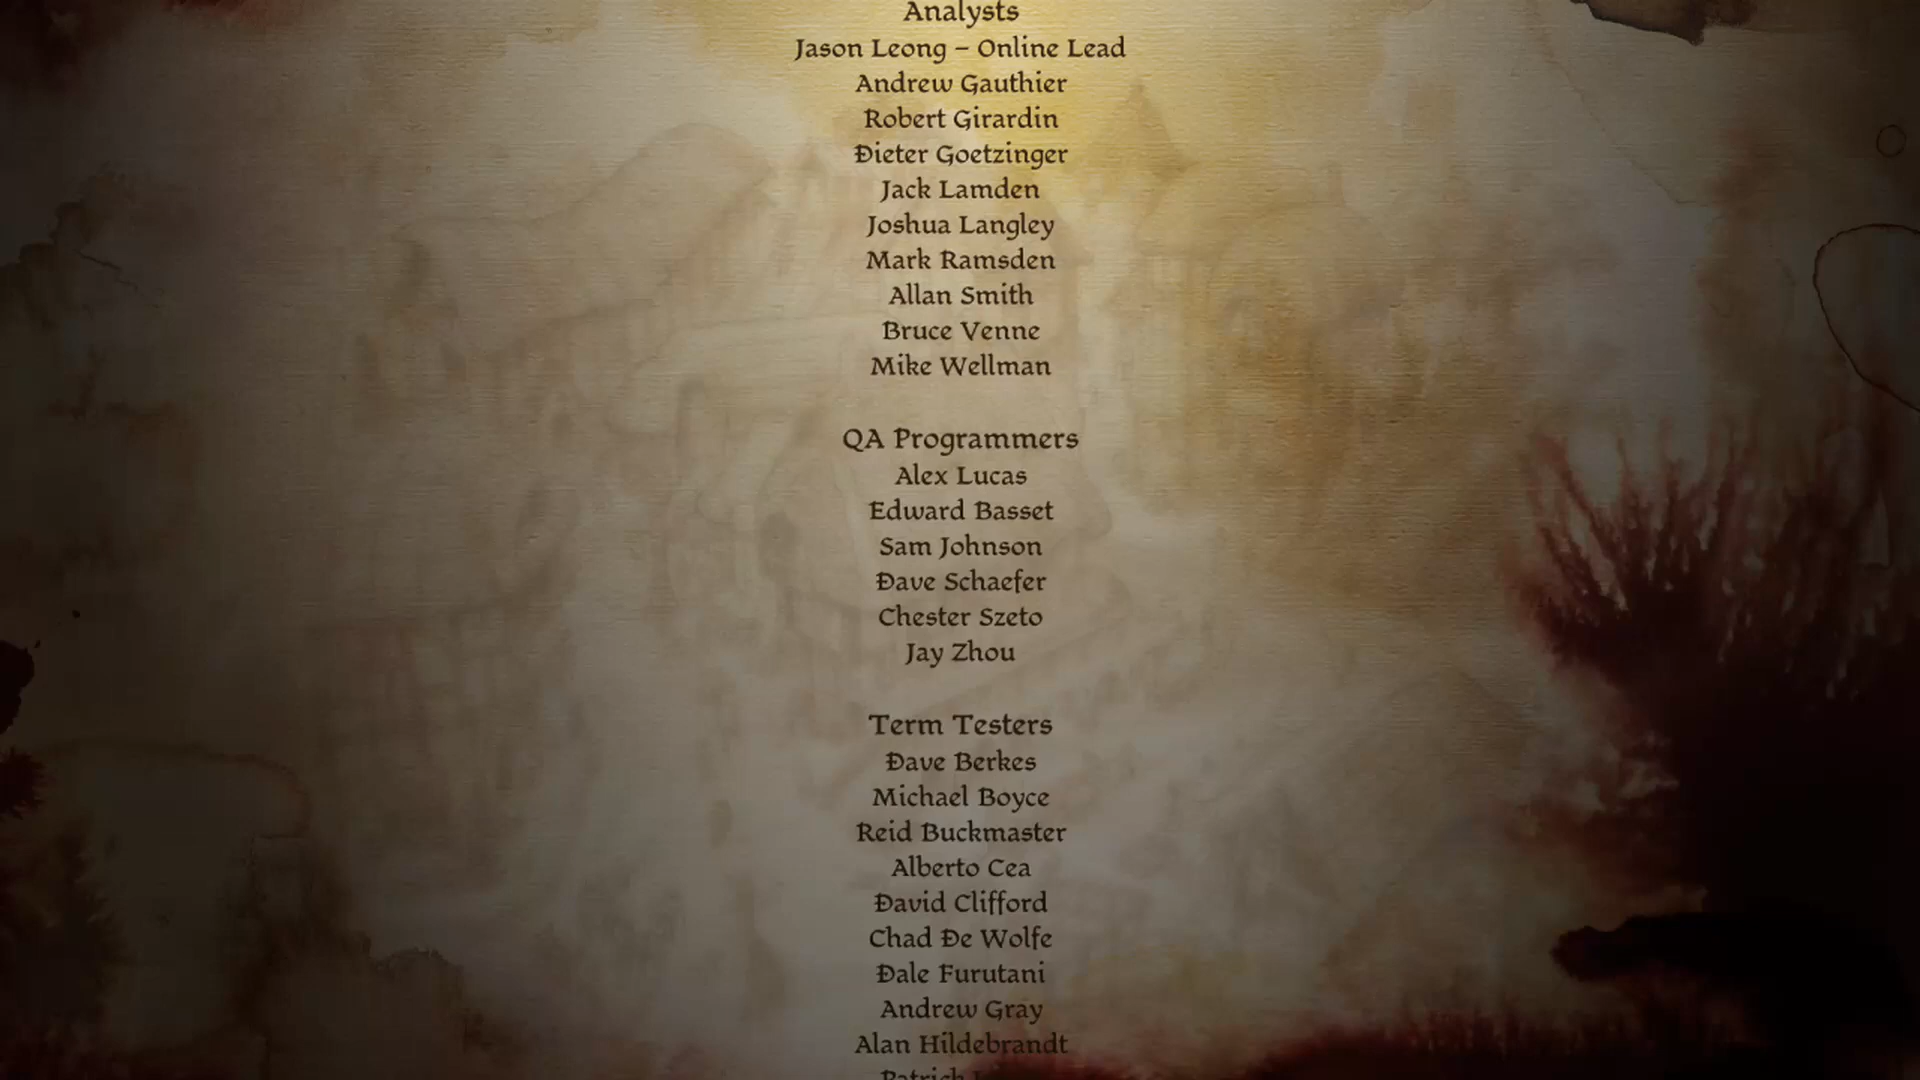 Analysts
Jason Leong – Online Lead
Andrew Gauthier
Robert Girardin
Dieter Goetzinger
Jack Lamden
Joshua Langley
Mark Ramsden
Allan Smith
Bruce Venne
Mike Wellman
QA Programmers
Alex Lucas
Edward Basset
Sam Johnson
Dave Schaefer
Chester Szeto
Jay Zhou
Term Testers
Dave Berkes
Michael Boyce
Reid Buckmaster
Alberto Cea
David Clifford
Chad De Wolfe
Dale Furutani
Andrew Gray
Alan Hildebrandt
Patrick